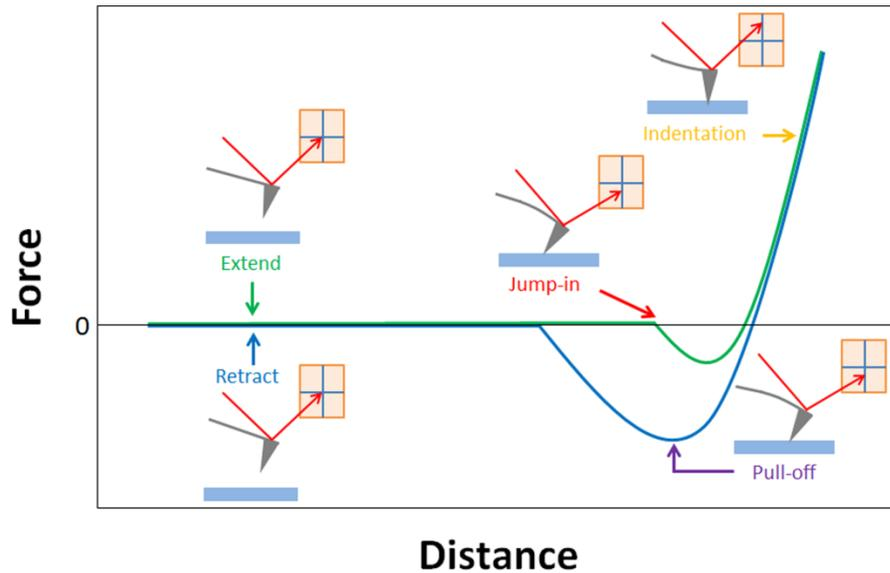 Indentation
Extend
Jump-in
Force
0
Retract
Pull-off
Distance